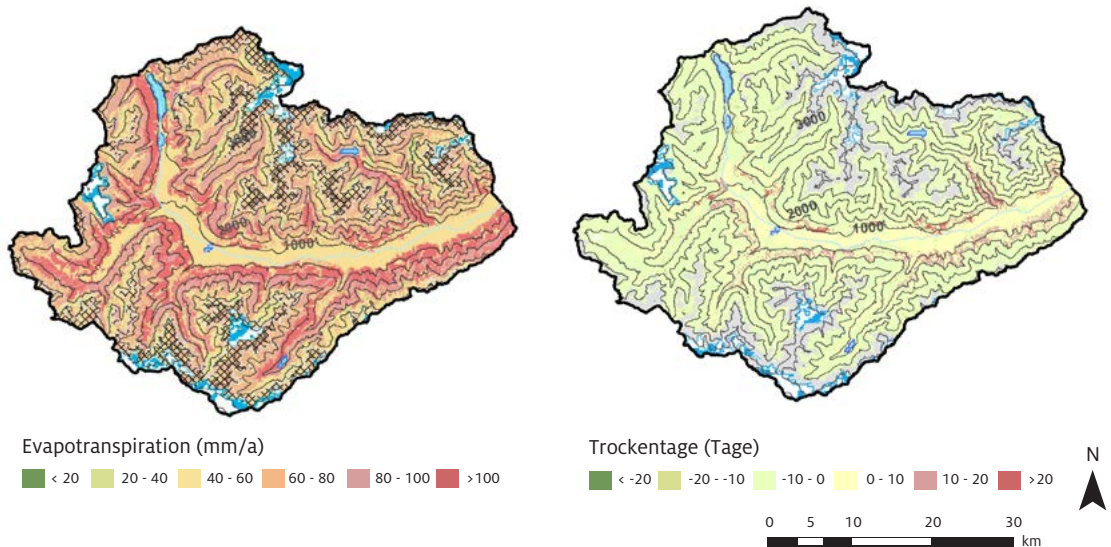 3000
3000
2000
1000
2000
1000
Evapotranspiration (mm/a)
< 20 20 - 40 40 - 60 60 - 80 80 - 100 >100
Trockentage (Tage)
< -20 -20 - -10 -10 - 0 0 - 10 10 - 20 >20
N
0 5 10 20 30
km